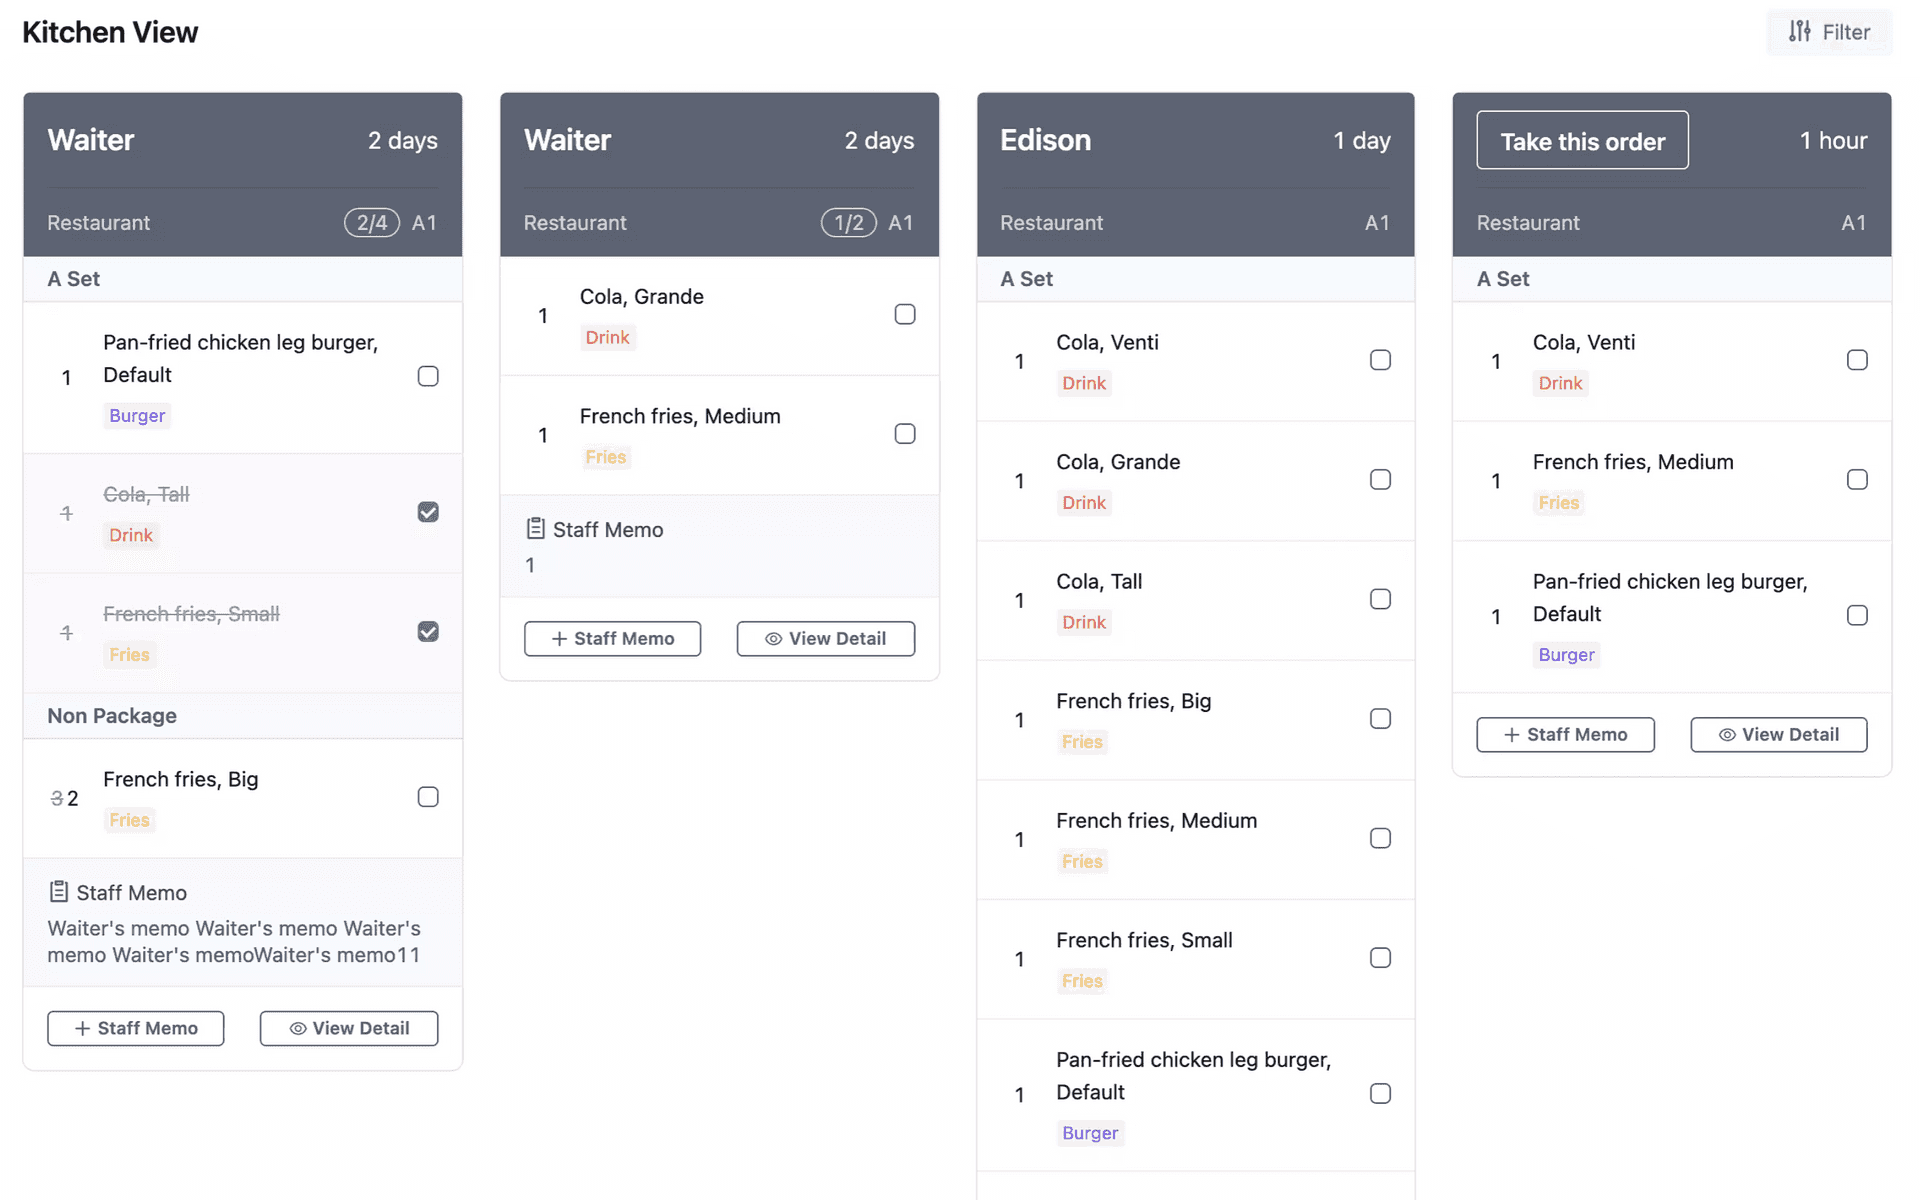 Kitchen View
Filter
Waiter 2 days
Restaurant 2/4 A1
A Set
1 Pan-fried chicken leg burger,
Default
Burger
1 Cola, Tall
Drink
1 French fries, Small
Fries
Non Package
3 2 French fries, Big
Fries
Staff Memo
Waiter's memo Waiter's memo Waiter's
memo Waiter's memoWaiter's memo11
+ Staff Memo View Detail
Waiter 2 days
Restaurant 1/2 A1
1 Cola, Grande
Drink
1 French fries, Medium
Fries
Staff Memo
1
+ Staff Memo View Detail
Edison 1 day
Restaurant A1
A Set
1 Cola, Venti
Drink
1 Cola, Grande
Drink
1 Cola, Tall
Drink
1 French fries, Big
Fries
1 French fries, Medium
Fries
1 French fries, Small
Fries
1 Pan-fried chicken leg burger,
Default
Burger
Take this order 1 hour
Restaurant A1
A Set
1 Cola, Venti
Drink
1 French fries, Medium
Fries
1 Pan-fried chicken leg burger,
Default
Burger
+ Staff Memo View Detail